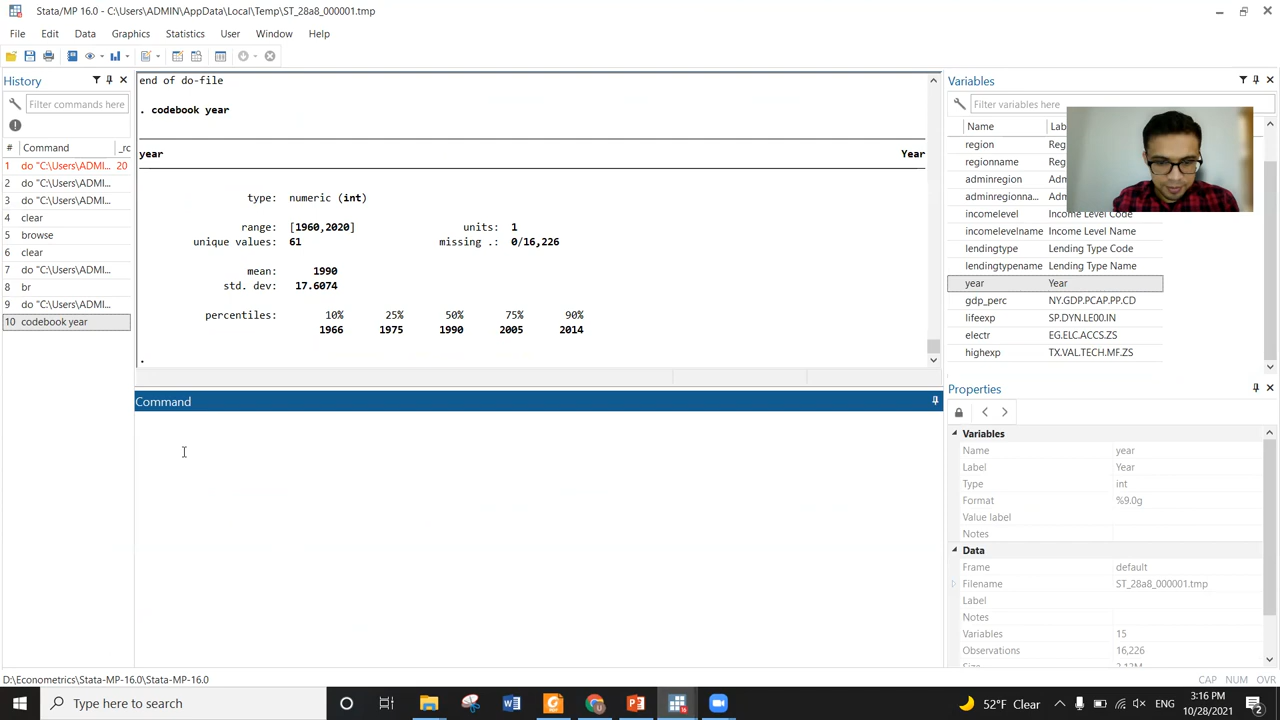 Stata/MP 16.0 - C:\Users\ADMIN\AppData\Local\Temp\ST_28a8_000001.tmp
File Edit Data Graphics Statistics User Window Help
History
Filter commands here
# Command _rc
1 do "C:\Users\ADMI... 20
2 do "C:\Users\ADMI...
3 do "C:\Users\ADMI...
4 clear
5 browse
6 clear
7 do "C:\Users\ADMI...
8 br
9 do "C:\Users\ADMI...
10 codebook year
end of do-file
. codebook year
year Year
type: numeric (int)
range: [1960,2020] units: 1
unique values: 61 missing .: 0/16,226
mean: 1990
std. dev: 17.6074
percentiles: 10% 25% 50% 75% 90%
1966 1975 1990 2005 2014
.
Command
Variables
Filter variables here
Name Lab
region Reg
regionname Reg
adminregion Adm
adminregionna... Adm
incomelevel Income Level Code
incomelevelname Income Level Name
lendingtype Lending Type Code
lendingtypename Lending Type Name
year Year
gdp_perc NY.GDP.PCAP.PP.CD
lifeexp SP.DYN.LE00.IN
electr EG.ELC.ACCS.ZS
highexp TX.VAL.TECH.MF.ZS
Properties
Variables
Name year
Label Year
Type int
Format %9.0g
Value label
Notes
Data
Frame default
Filename ST_28a8_000001.tmp
Label
Notes
Variables 15
Observations 16,226
D:\Econometrics\Stata-MP-16.0\Stata-MP-16.0
CAP NUM OVR
Type here to search
52°F Clear
ENG
3:16 PM
10/28/2021
2